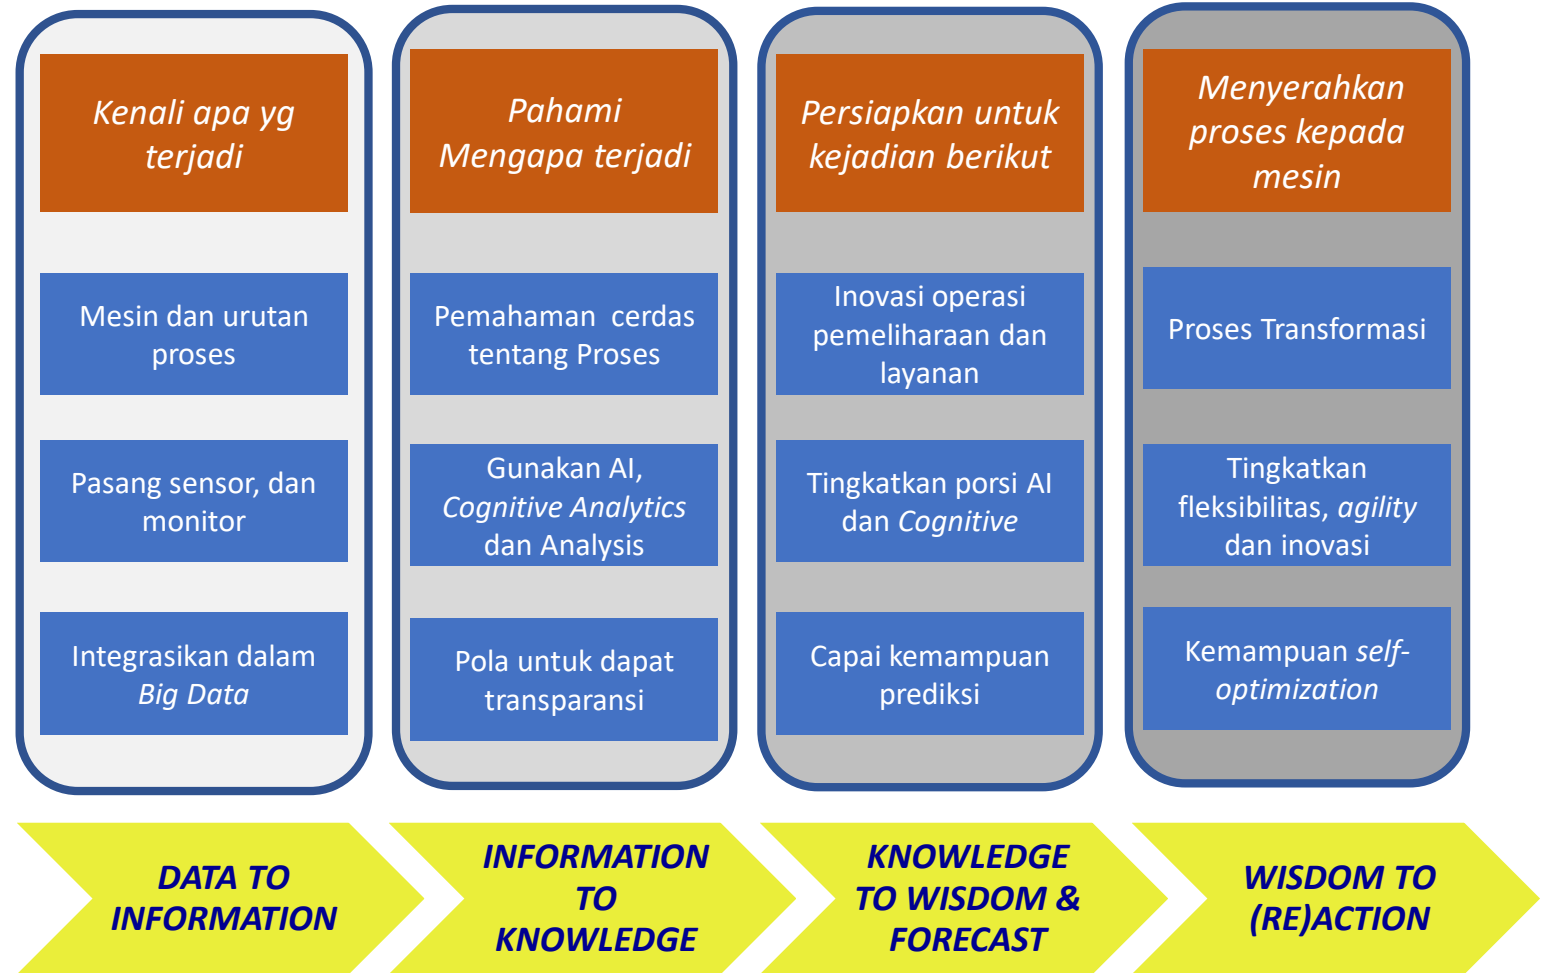 Kenali apa yg
terjadi
Mesin dan urutan
proses
Pasang sensor, dan
monitor
Integrasikan dalam
Big Data
Pahami
Mengapa terjadi
Pemahaman  cerdas
tentang Proses
Gunakan AI,
Cognitive Analytics
dan Analysis
Pola untuk dapat
transparansi
Persiapkan untuk
kejadian berikut
Inovasi operasi
pemeliharaan dan
layanan
Tingkatkan porsi AI
dan Cognitive
Capai kemampuan
prediksi
Menyerahkan
proses kepada
mesin
Proses Transformasi
Tingkatkan
fleksibilitas, agility
dan inovasi
Kemampuan self-
optimization
DATA TO
INFORMATION
INFORMATION
TO
KNOWLEDGE
KNOWLEDGE
TO WISDOM &
FORECAST
WISDOM TO
(RE)ACTION